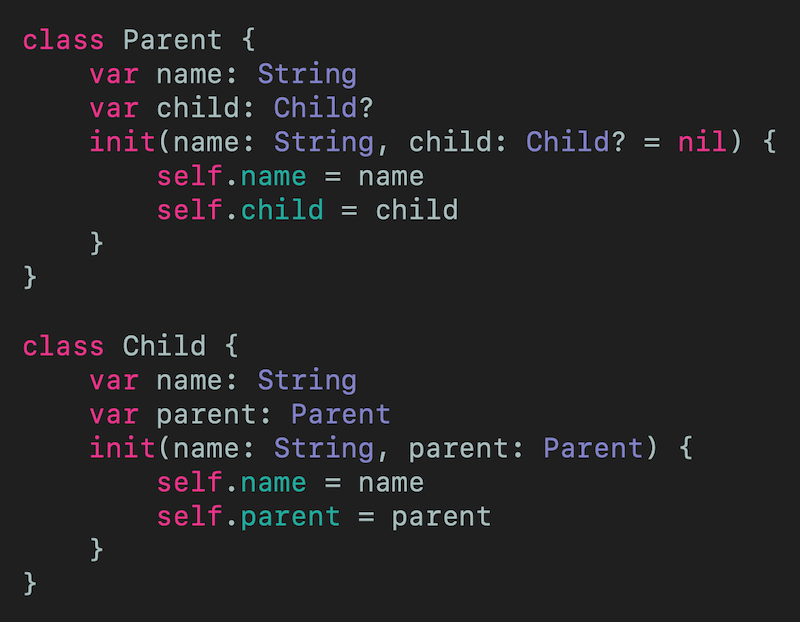 class Parent {
    var name: String
    var child: Child?
    init(name: String, child: Child? = nil) {
        self.name = name
        self.child = child
    }
}

class Child {
    var name: String
    var parent: Parent
    init(name: String, parent: Parent) {
        self.name = name
        self.parent = parent
    }
}